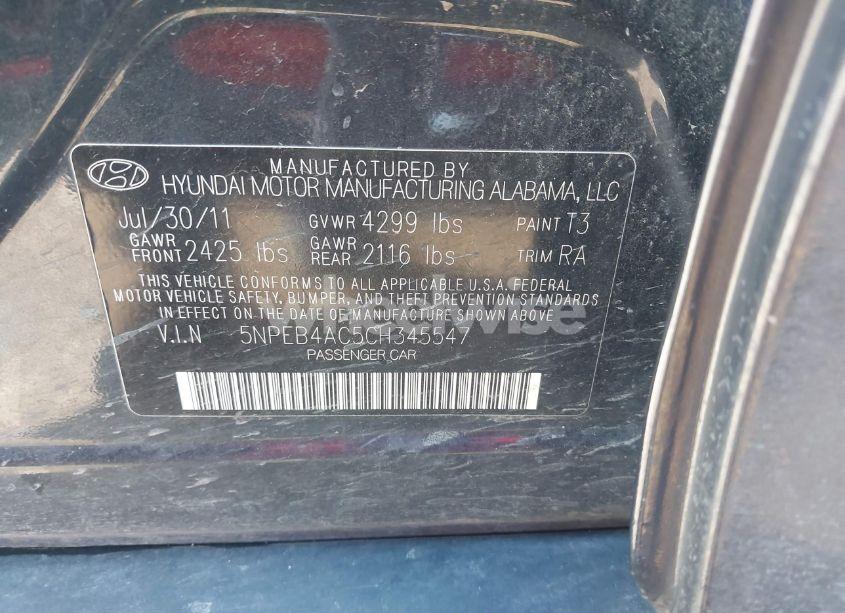 MANUFACTURED BY
HYUNDAI MOTOR MANUFACTURING ALABAMA, LLC
Jul/30/11 GVWR 4299 lbs PAINT T3
GAWR FRONT 2425 lbs GAWR REAR 2116 lbs TRIM RA
THIS VEHICLE CONFORMS TO ALL APPLICABLE U.S.A. FEDERAL
MOTOR VEHICLE SAFETY, BUMPER, AND THEFT PREVENTION STANDARDS
IN EFFECT ON THE DATE OF MANUFACTURE SHOWN ABOVE
V.I.N 5NPEB4AC5CH345547
PASSENGER CAR